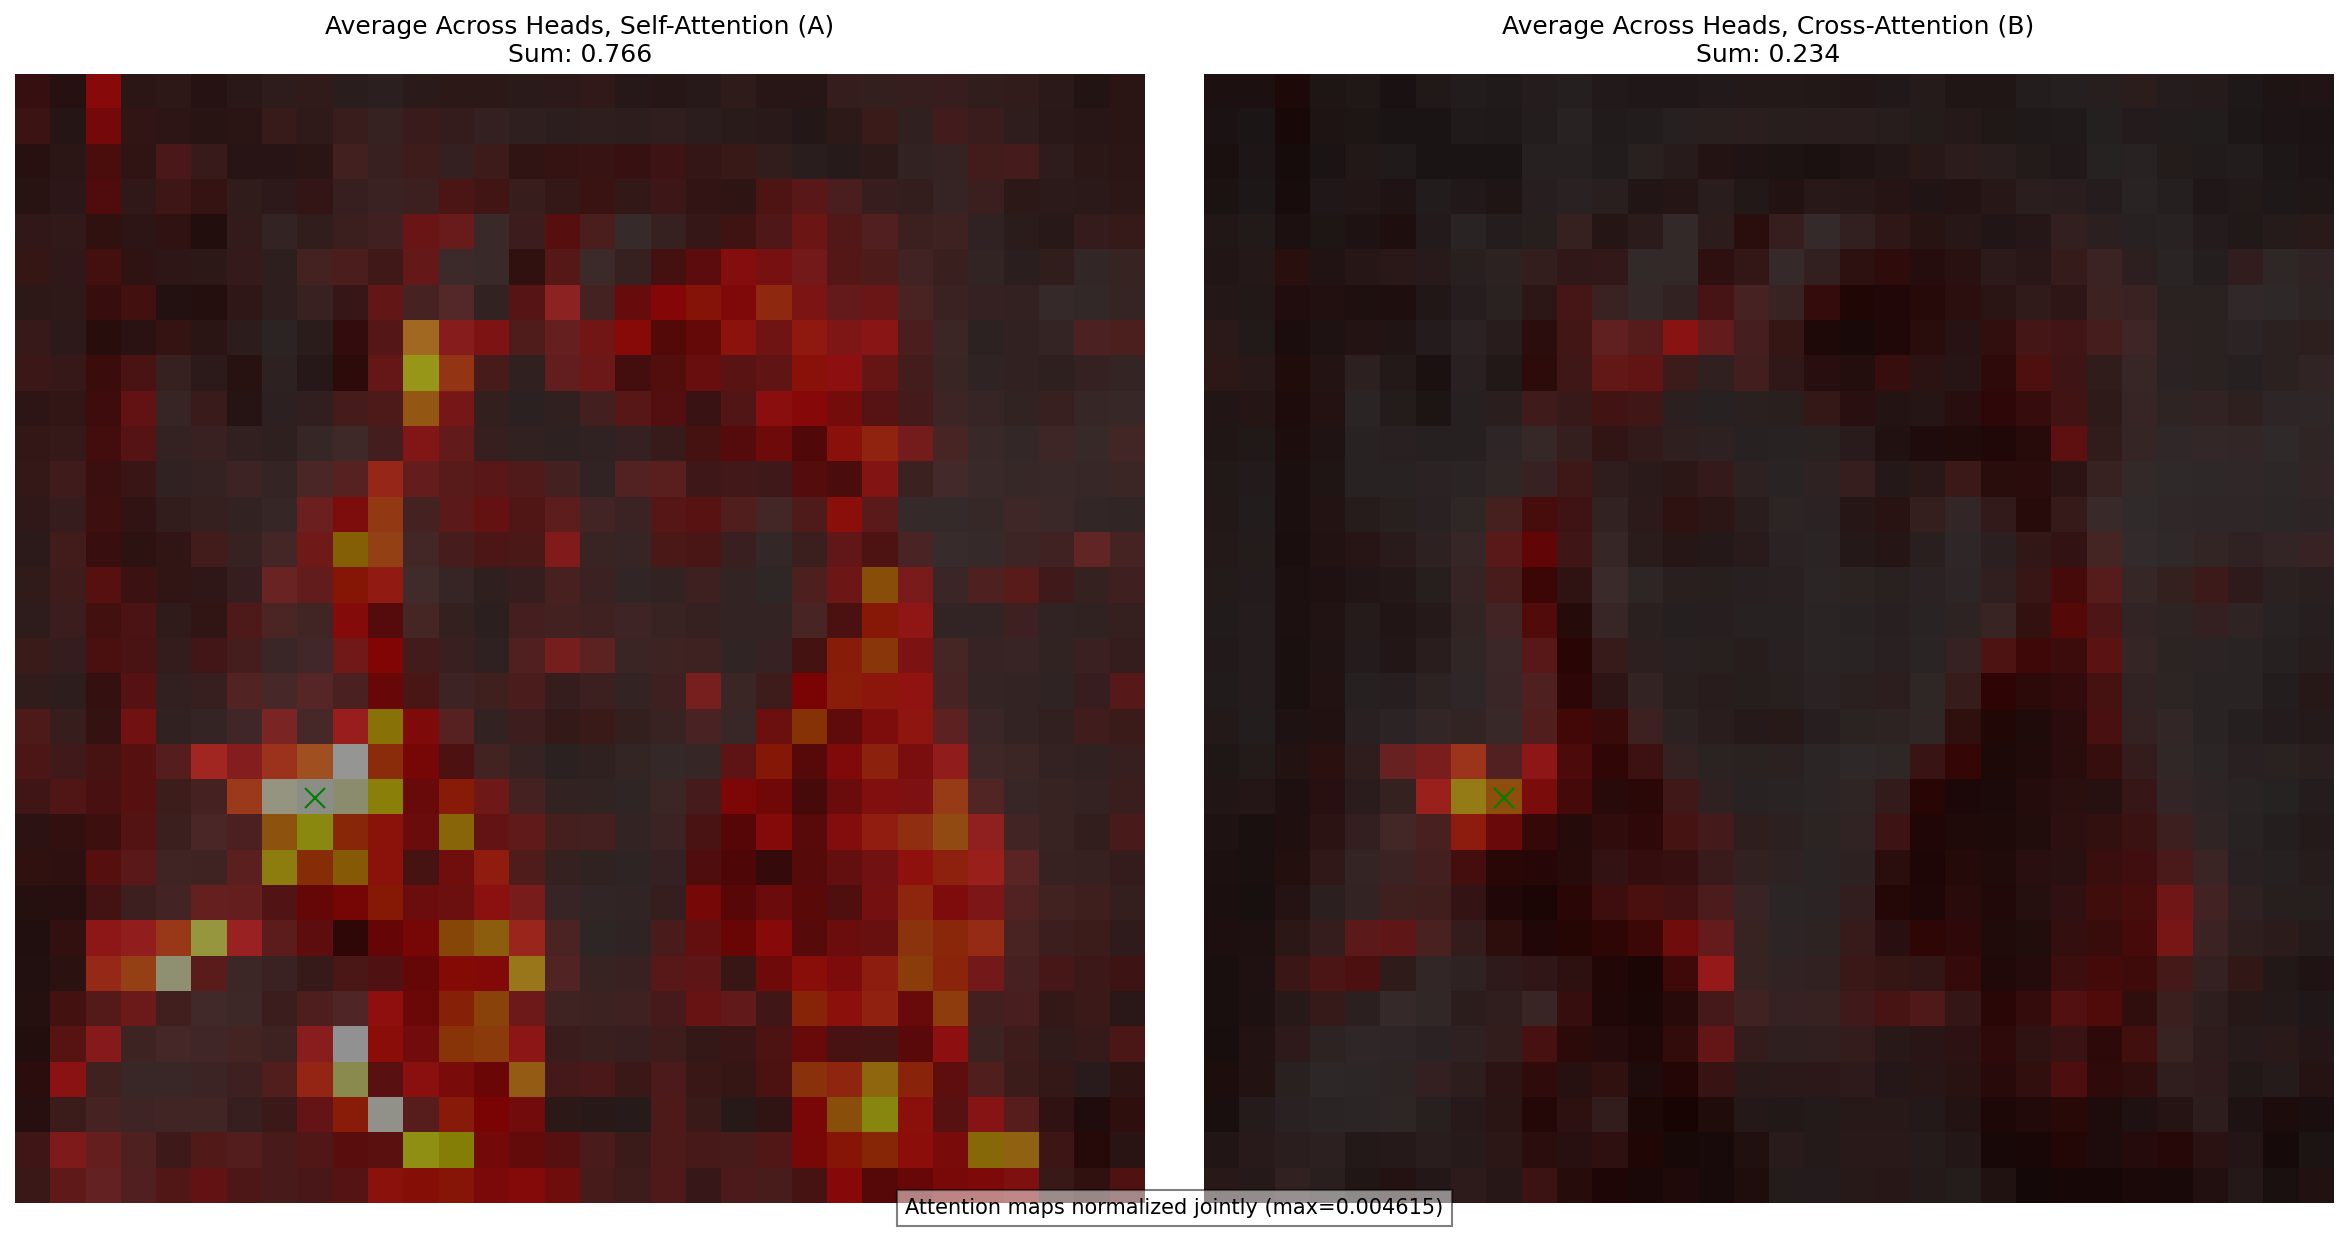 Average Across Heads, Self-Attention (A)
Sum: 0.766
Average Across Heads, Cross-Attention (B)
Sum: 0.234
Attention maps normalized jointly (max=0.004615)